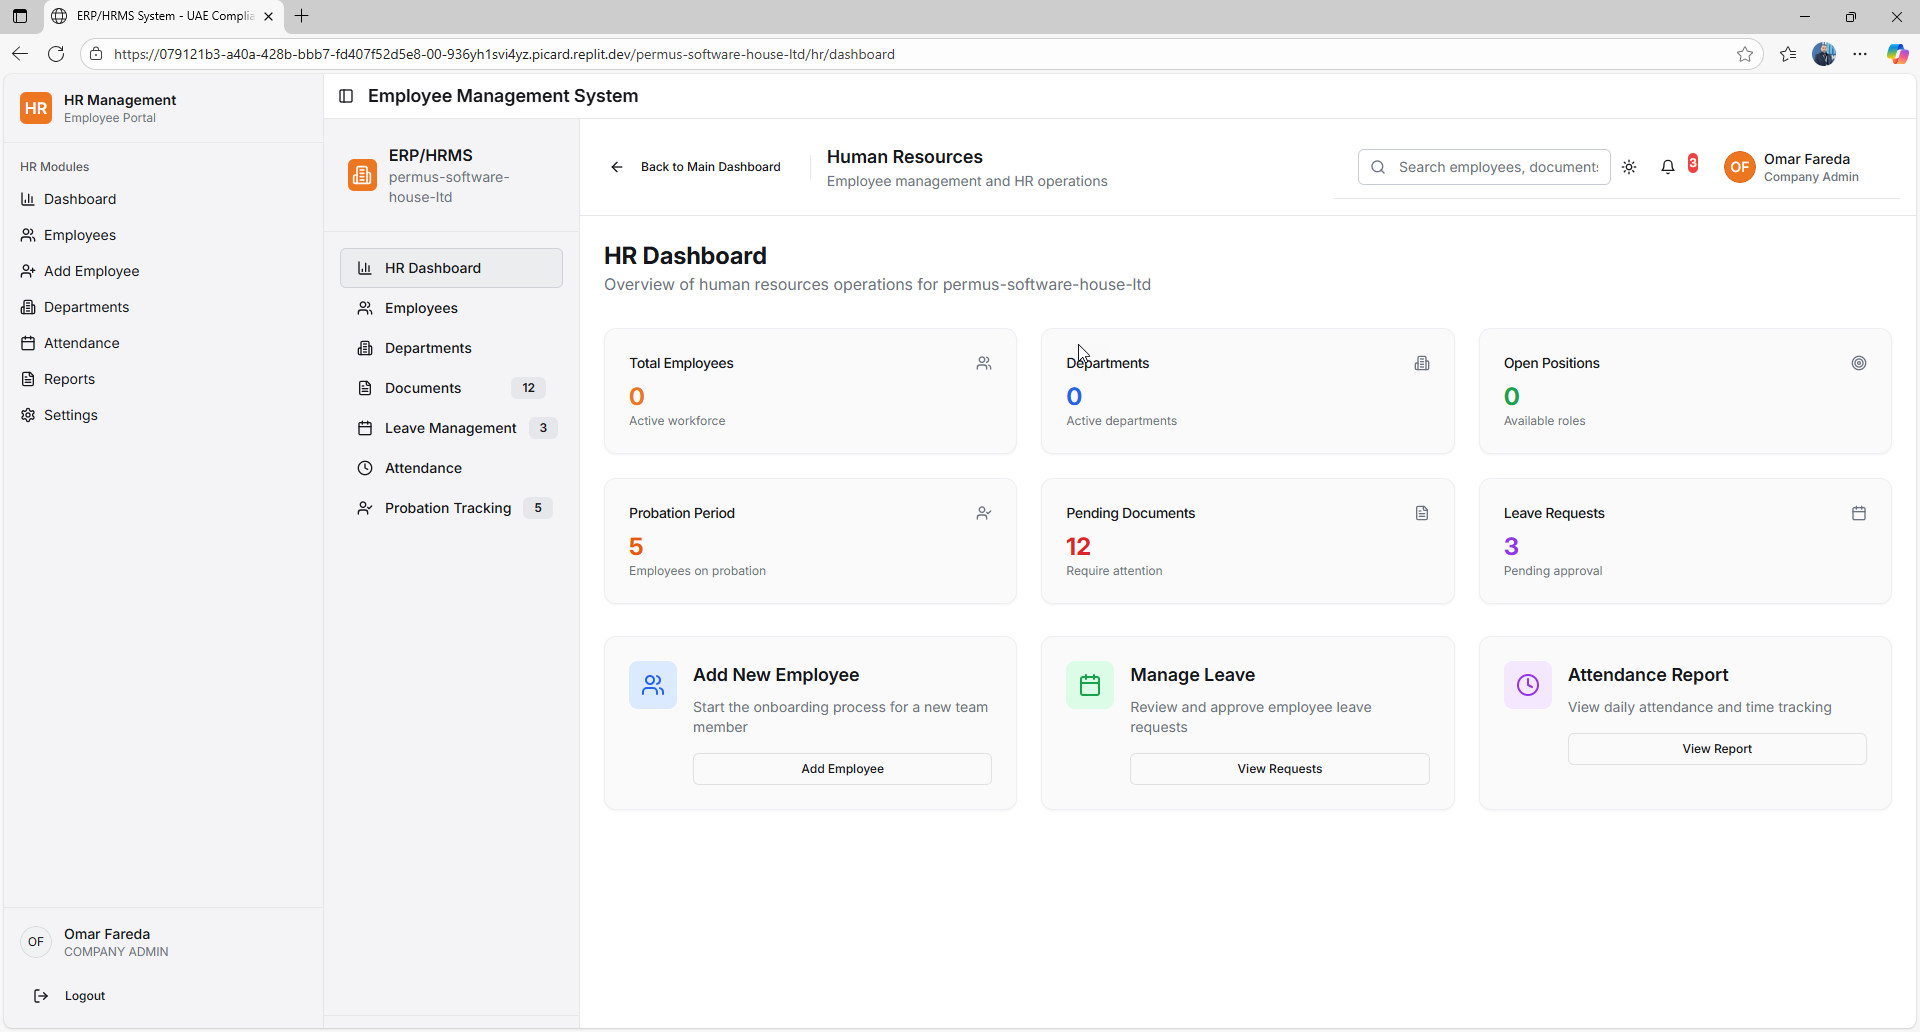 ERP/HRMS System - UAE Complia
https://079121b3-a40a-428b-bbb7-fd407f52d5e8-00-936yh1svi4yz.picard.replit.dev/permus-software-house-ltd/hr/dashboard
HR
HR Management
Employee Portal
HR Modules
Dashboard
Employees
Add Employee
Departments
Attendance
Reports
Settings
OF
Omar Fareda
COMPANY ADMIN
Logout
Employee Management System
ERP/HRMS
permus-software-
house-ltd
HR Dashboard
Employees
Departments
Documents 12
Leave Management 3
Attendance
Probation Tracking 5
Back to Main Dashboard
Human Resources
Employee management and HR operations
Search employees, documents
3
OF
Omar Fareda
Company Admin
HR Dashboard
Overview of human resources operations for permus-software-house-ltd
Total Employees
0
Active workforce
Departments
0
Active departments
Open Positions
0
Available roles
Probation Period
5
Employees on probation
Pending Documents
12
Require attention
Leave Requests
3
Pending approval
Add New Employee
Start the onboarding process for a new team
member
Add Employee
Manage Leave
Review and approve employee leave
requests
View Requests
Attendance Report
View daily attendance and time tracking
View Report